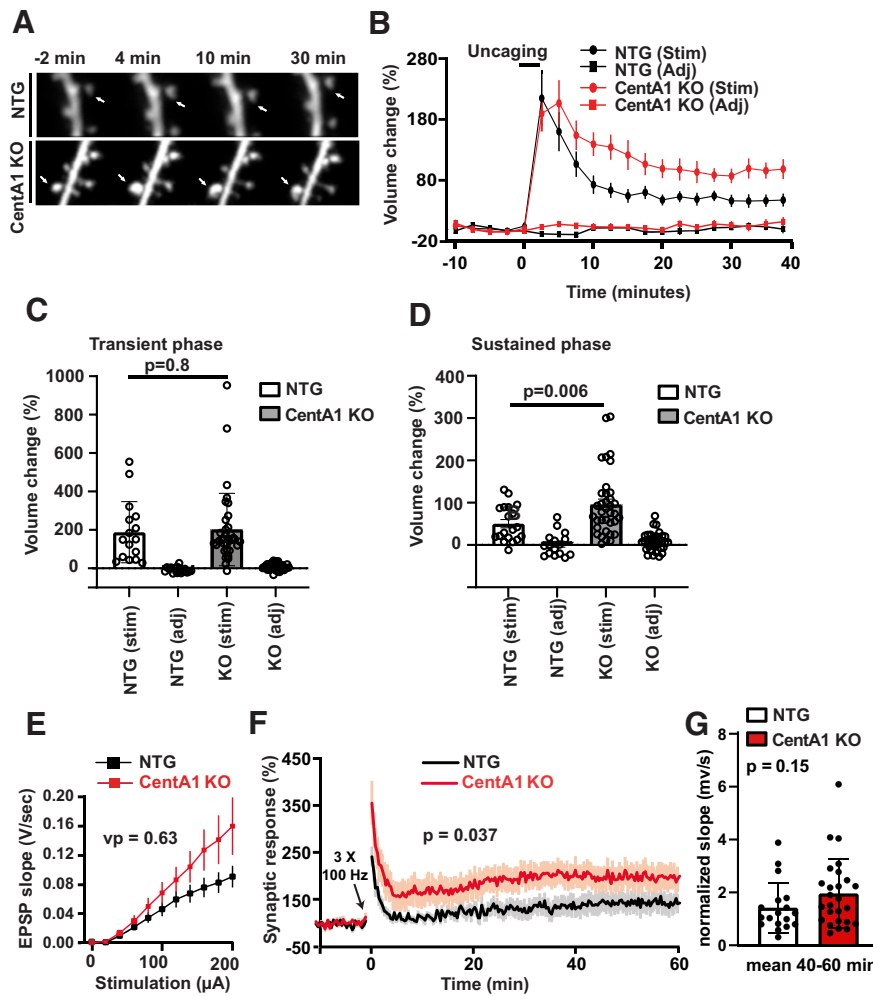 A
-2 min 4 min 10 min 30 min
NTG
CentA1 KO
B
Uncaging
NTG (Stim)
NTG (Adj)
CentA1 KO (Stim)
CentA1 KO (Adj)
Volume change (%)
280
180
80
-20
-10 0 10 20 30 40
Time (minutes)
C
Transient phase
p=0.8
NTG
CentA1 KO
Volume change (%)
1000
800
600
400
200
0
NTG (stim)
NTG (adj)
KO (stim)
KO (adj)
D
Sustained phase
p=0.006
NTG
CentA1 KO
Volume change (%)
400
300
200
100
0
NTG (stim)
NTG (adj)
KO (stim)
KO (adj)
E
NTG
CentA1 KO
vp = 0.63
EPSP slope (V/sec)
0.20
0.16
0.12
0.08
0.04
0.00
0 100 200
Stimulation (µA)
F
NTG
CentA1 KO
p = 0.037
3 X
100 Hz
Synaptic response (%)
450
350
250
150
-50
0 20 40 60
Time (min)
G
NTG
CentA1 KO
p = 0.15
normalized slope (mv/s)
8
6
4
2
0
mean 40-60 min